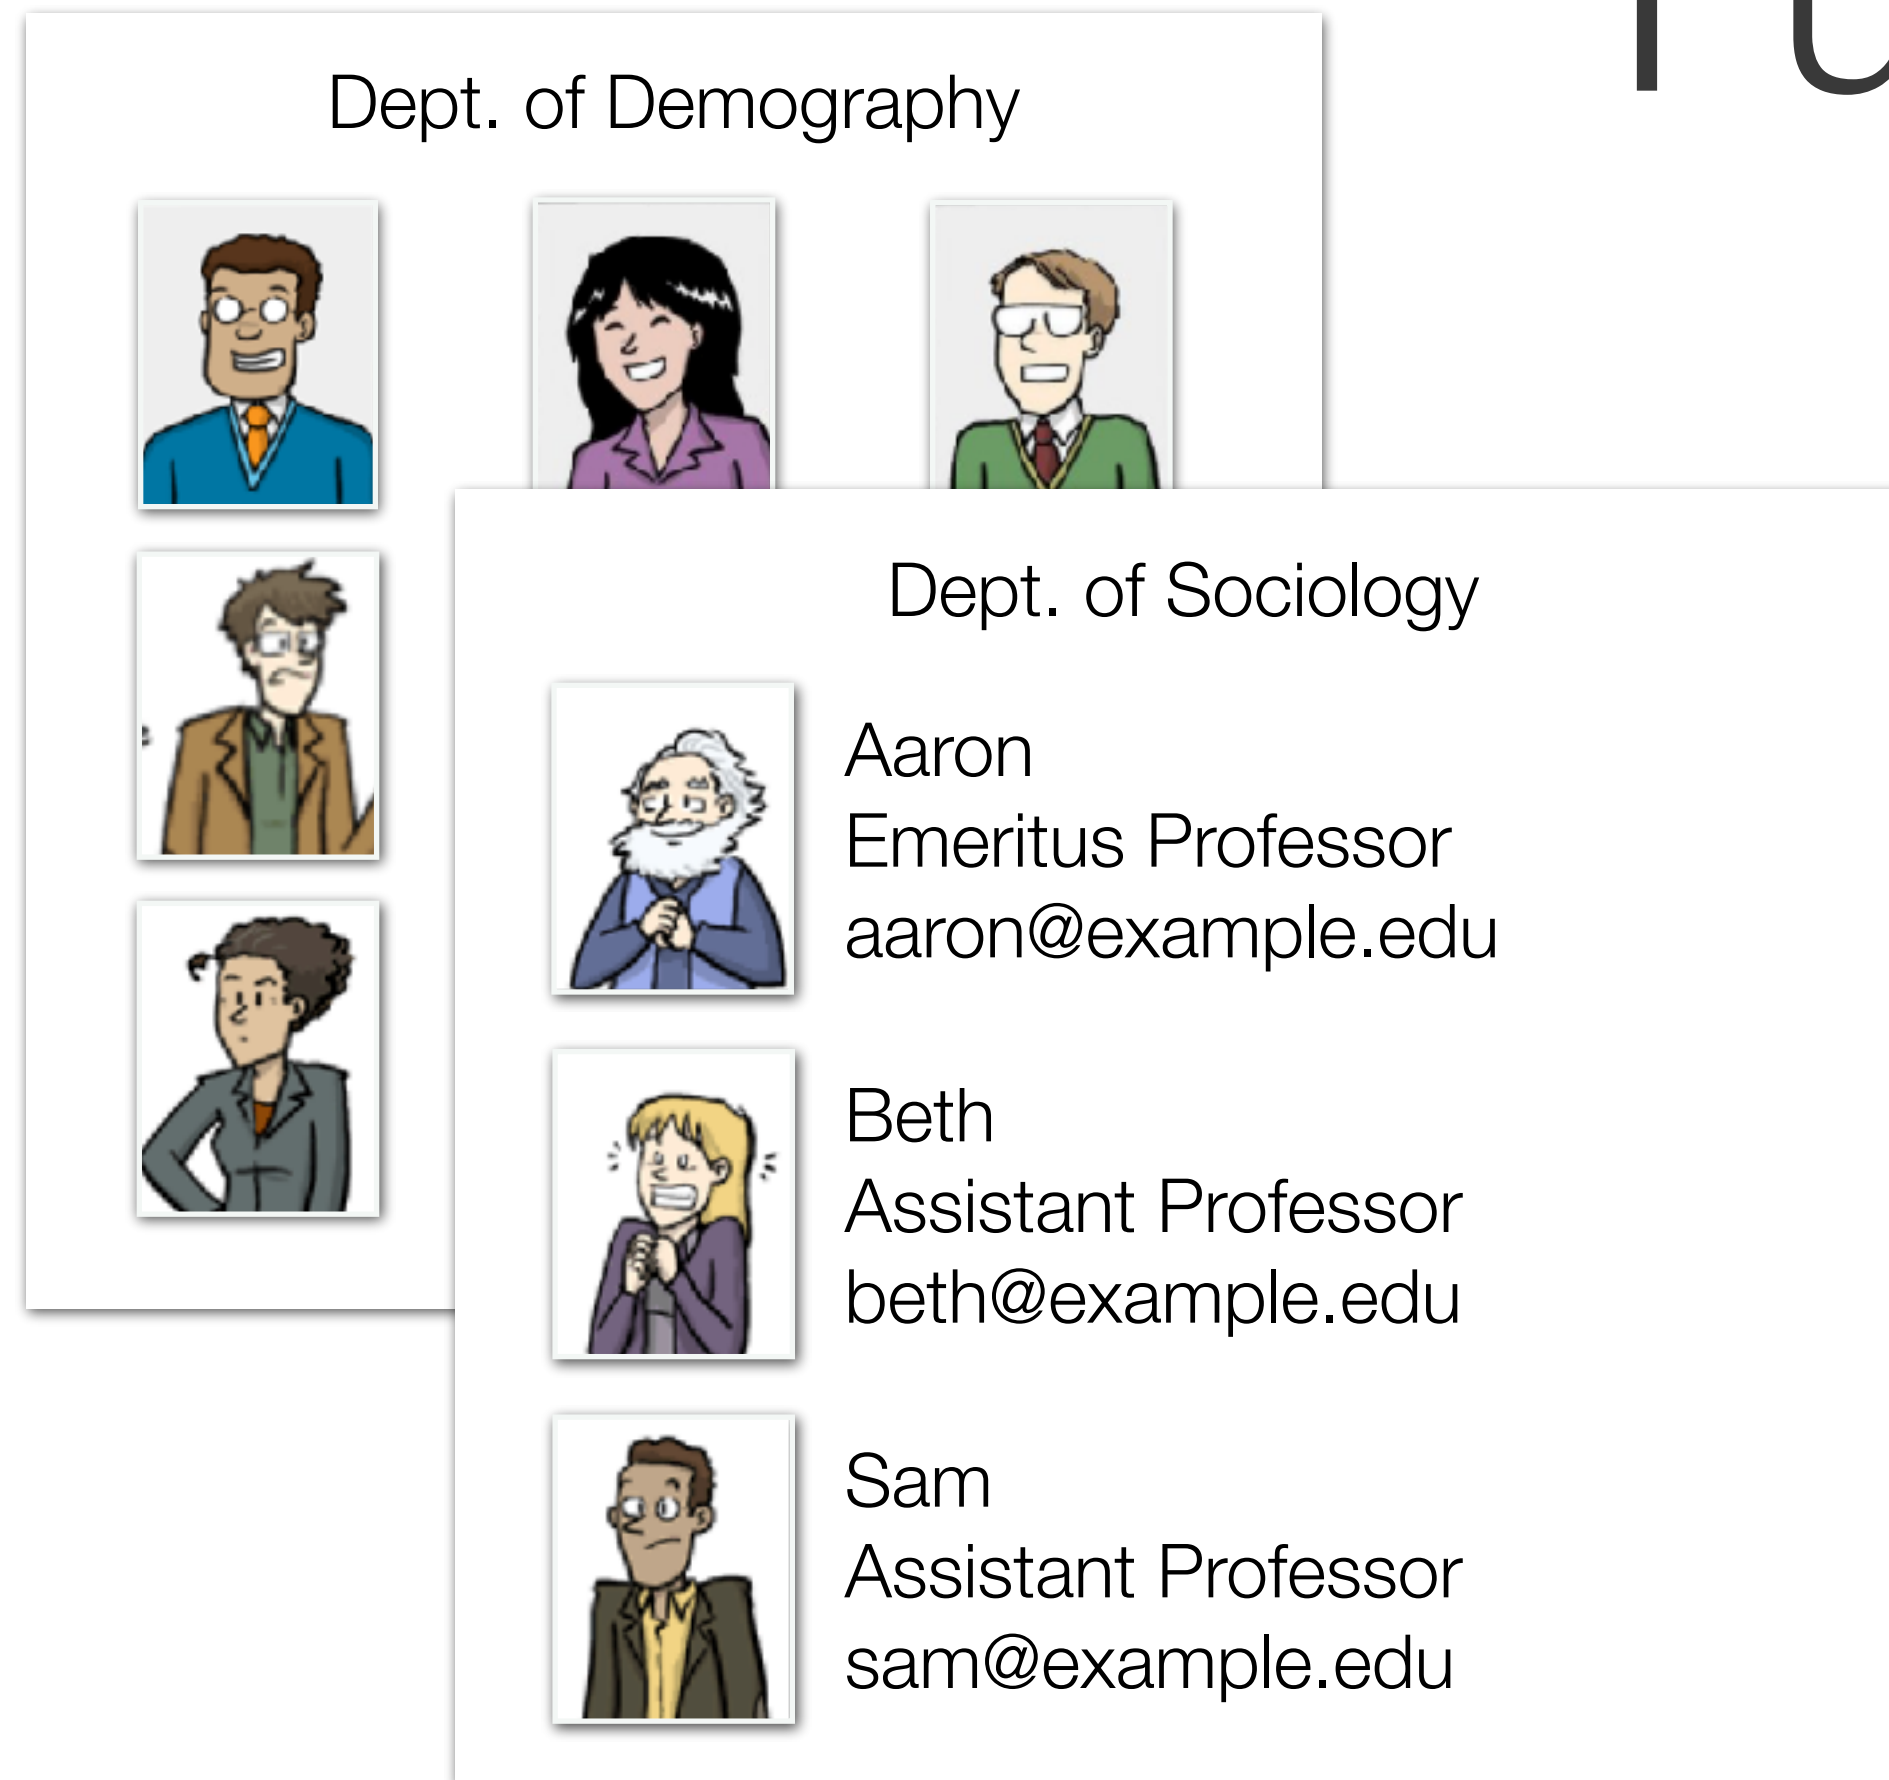 Dept. of Demography
Dept. of Sociology
Aaron
Emeritus Professor
aaron@example.edu
Beth
Assistant Professor
beth@example.edu
Sam
Assistant Professor
sam@example.edu